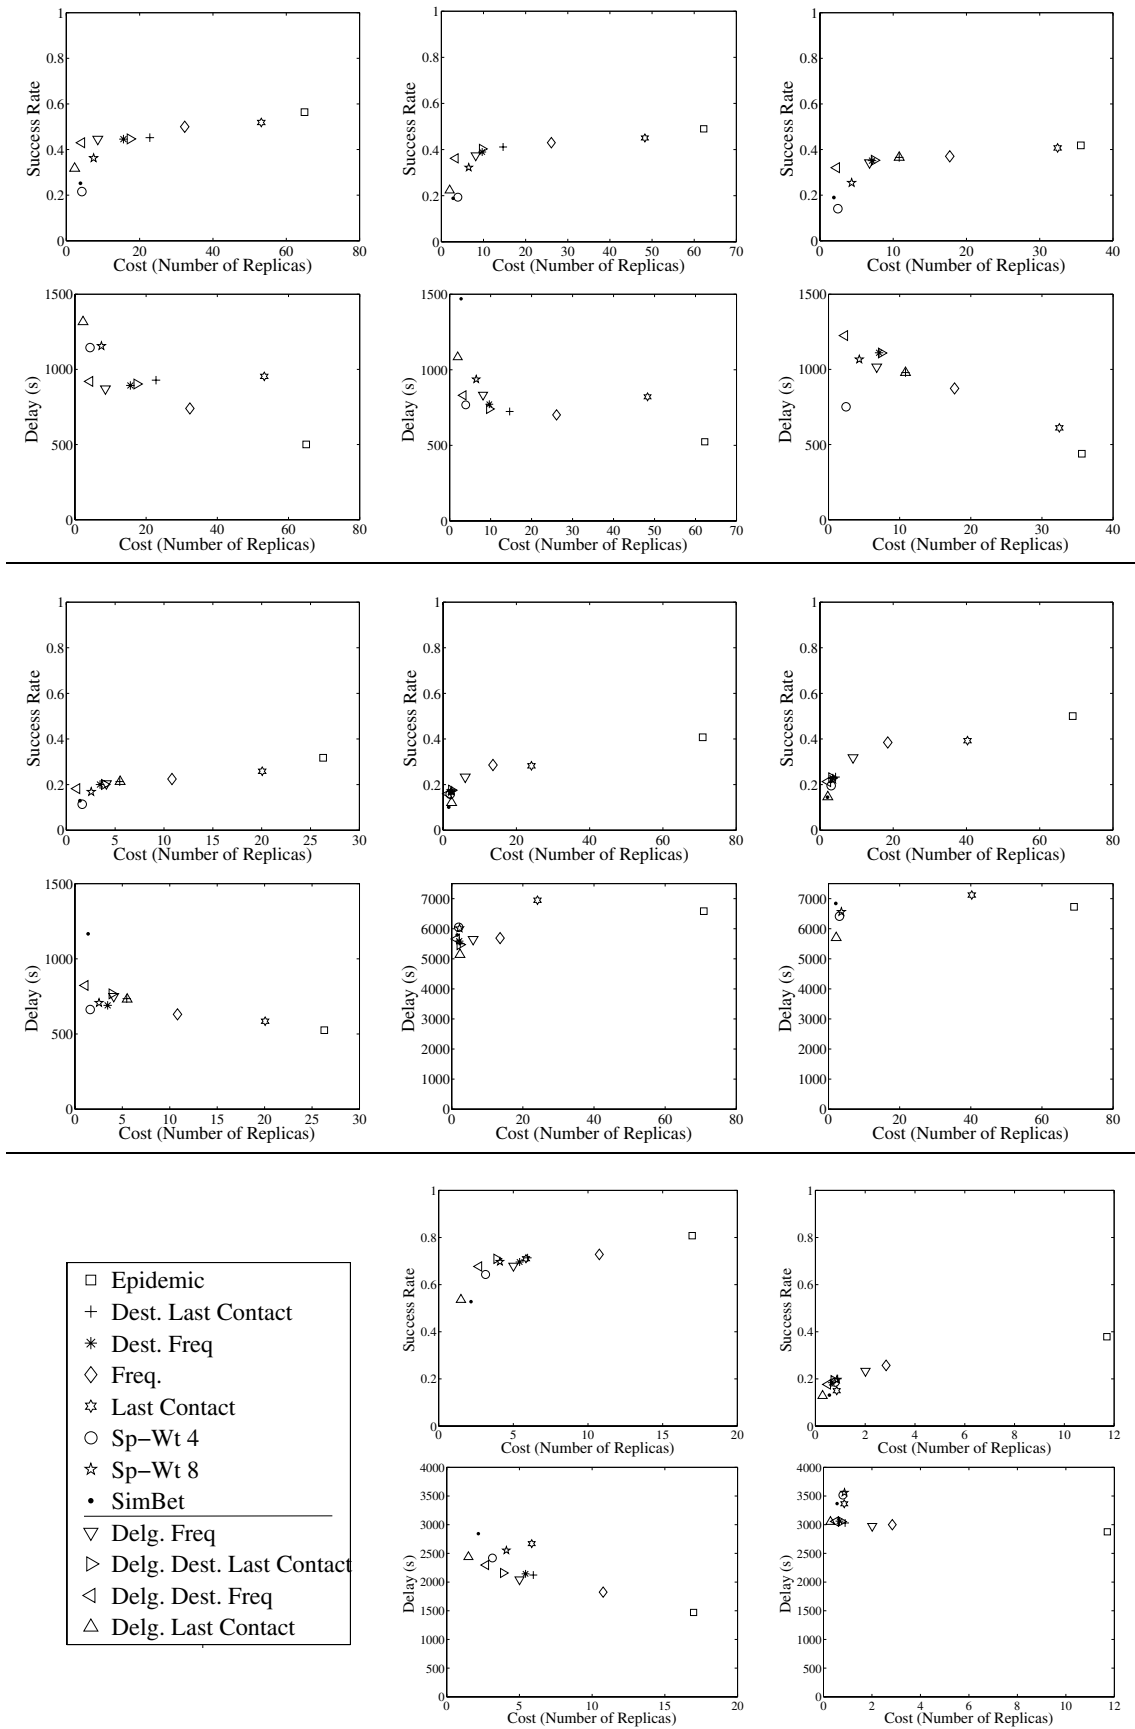 1
0.8
0.6
0.4
0.2
0
Success Rate
0 20 40 60 80
Cost (Number of Replicas)
1
0.8
0.6
0.4
0.2
0
Success Rate
0 10 20 30 40 50 60 70
Cost (Number of Replicas)
1
0.8
0.6
0.4
0.2
0
Success Rate
0 10 20 30 40
Cost (Number of Replicas)
1500
1000
500
0
Delay (s)
0 20 40 60 80
Cost (Number of Replicas)
1500
1000
500
0
Delay (s)
0 10 20 30 40 50 60 70
Cost (Number of Replicas)
1500
1000
500
0
Delay (s)
0 10 20 30 40
Cost (Number of Replicas)
1
0.8
0.6
0.4
0.2
0
Success Rate
0 5 10 15 20 25 30
Cost (Number of Replicas)
1
0.8
0.6
0.4
0.2
0
Success Rate
0 20 40 60 80
Cost (Number of Replicas)
1
0.8
0.6
0.4
0.2
0
Success Rate
0 20 40 60 80
Cost (Number of Replicas)
1500
1000
500
0
Delay (s)
0 5 10 15 20 25 30
Cost (Number of Replicas)
7000
6000
5000
4000
3000
2000
1000
0
Delay (s)
0 20 40 60 80
Cost (Number of Replicas)
7000
6000
5000
4000
3000
2000
1000
0
Delay (s)
0 20 40 60 80
Cost (Number of Replicas)
Epidemic
Dest. Last Contact
Dest. Freq
Freq.
Last Contact
Sp-Wt 4
Sp-Wt 8
SimBet
Delg. Freq
Delg. Dest. Last Contact
Delg. Dest. Freq
Delg. Last Contact
1
0.8
0.6
0.4
0.2
0
Success Rate
0 5 10 15 20
Cost (Number of Replicas)
1
0.8
0.6
0.4
0.2
0
Success Rate
0 2 4 6 8 10 12
Cost (Number of Replicas)
4000
3500
3000
2500
2000
1500
1000
500
0
Delay (s)
0 5 10 15 20
Cost (Number of Replicas)
4000
3500
3000
2500
2000
1500
1000
500
0
Delay (s)
0 2 4 6 8 10 12
Cost (Number of Replicas)